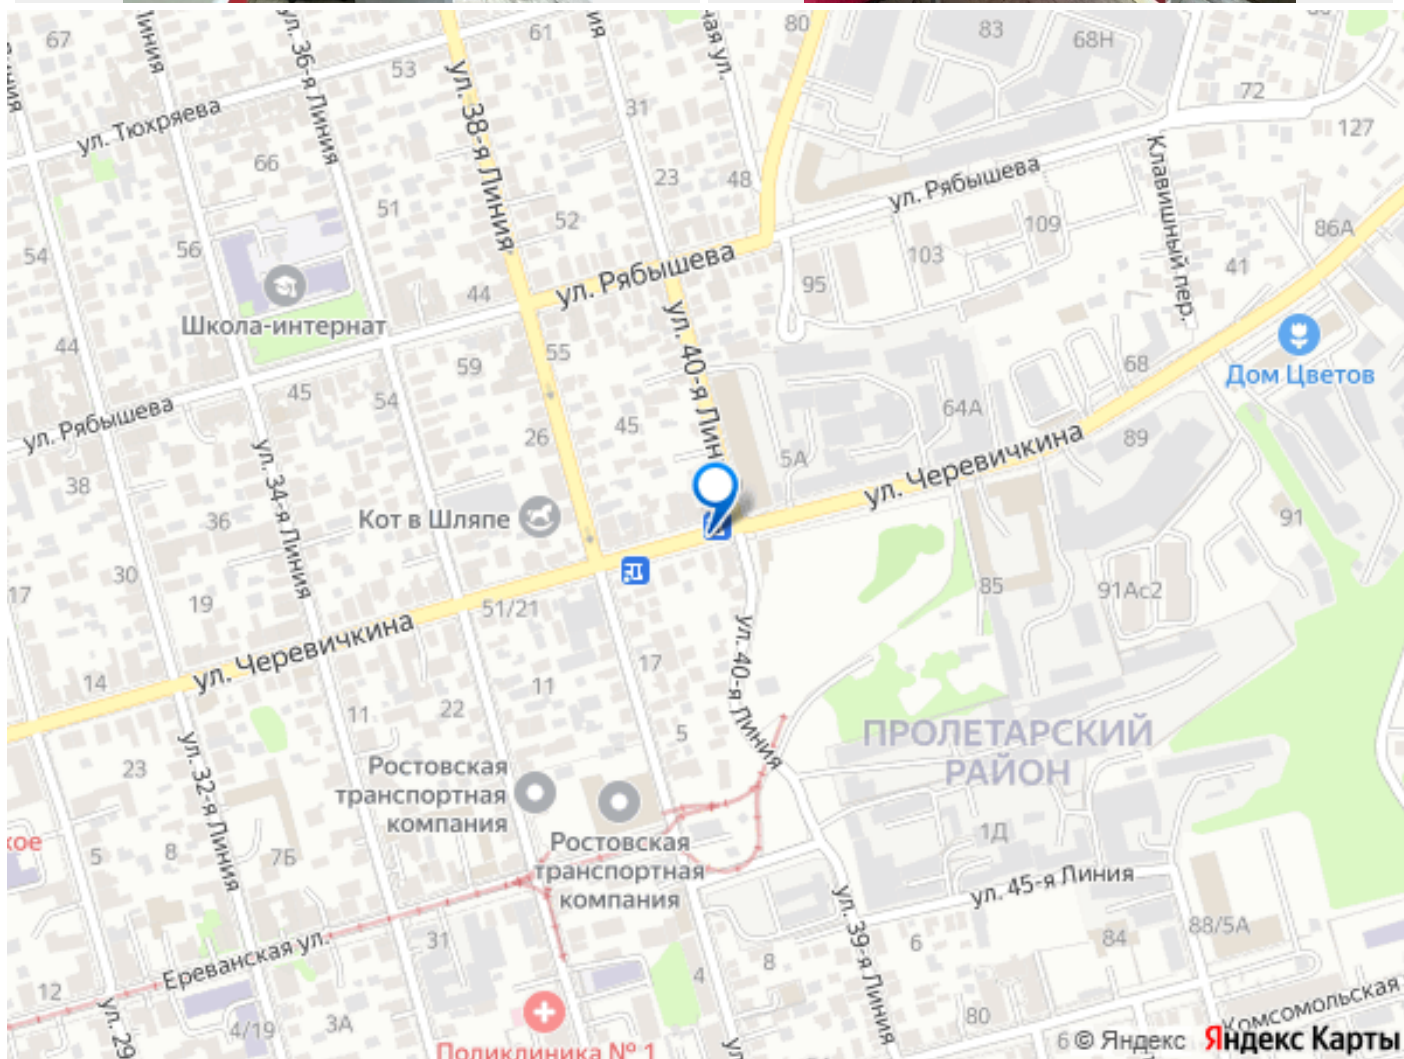 67
Линия
ул. 36-я Линия
61
ния
ная ул.
80
83
68Н
53
ул. 38-я Линия
72
127
ул. Тюхряева
31
Клавишный пер.
66
23
48
ул. Рябышева
51
52
109
86А
54
56
103
41
ул. Рябышева
95
44
Школа-интернат
ул. 40-я Лин
44
55
59
68
Дом Цветов
45
54
64А
ул. Рябышева
45
26
89
5А
ул. Черевичкина
38
ул. 34-я Линия
36
Кот в Шляпе
91
30
17
19
51/21
85
91Ас2
ул. Черевичкина
ул. 40-я Линия
17
14
11
22
11
5
ПРОЛЕТАРСКИЙ
РАЙОН
ул. 32-я Линия
23
Ростовская
транспортная
компания
кое
5
8
7Б
Ростовская
транспортная
компания
1Д
ул. 45-я Линия
ул. 39-я Линия
31
6
84
88/5А
Ереванская ул.
4
8
12
ул. 29
4/19
3А
80
Комсомольская
Поликлиника № 1
ул
6
© Яндекс
Яндекс Карты